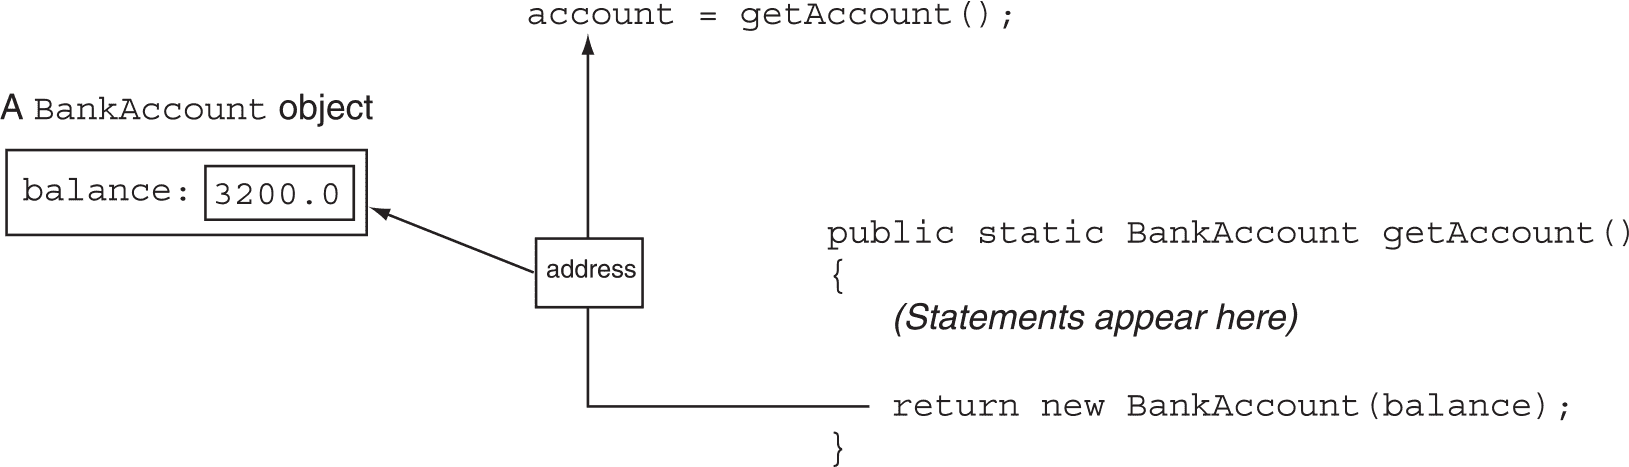 account = getAccount();
A BankAccount object
balance: 3200.0
address
public static BankAccount getAccount()
{
(Statements appear here)
return new BankAccount(balance);
}